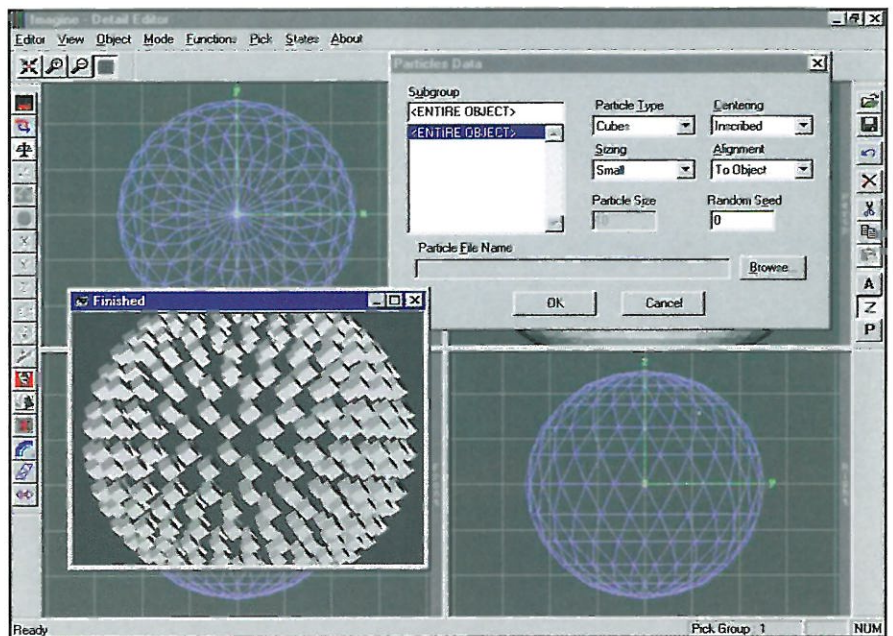 Imagine - Detail Editor
Editor View Object Mode Functions Pick States About
Particles Data
Subgroup
<ENTIRE OBJECT>
<ENTIRE OBJECT>
Particle Type
Centering
Cubes
Inscribed
Sizing
Alignment
Small
To Object
Particle Size
Random Seed
0
Particle File Name
Browse...
OK
Cancel
Finished
A
Z
P
X
Y
Z
Z
Ready
Pick Group 1
NUM